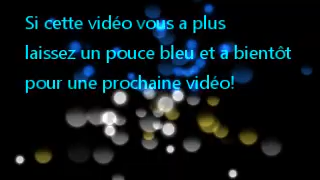 Si cette vidéo vous a plus
laissez un pouce bleu et a bientôt
pour une prochaine vidéo!